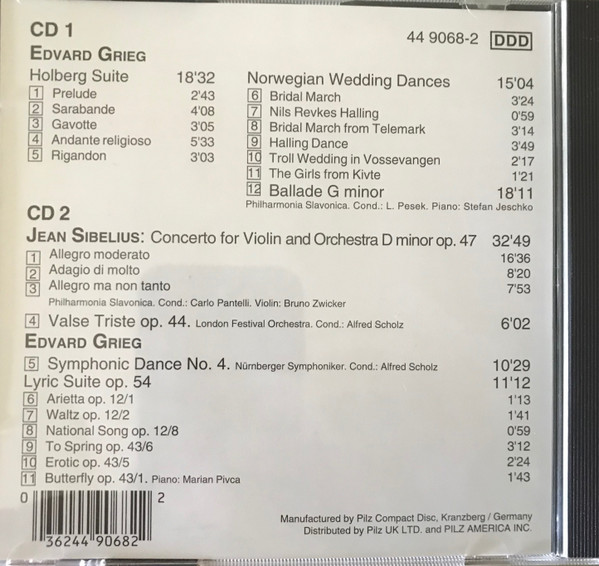 CD 1
44 9068-2 DDD
EDVARD GRIEG
Holberg Suite 18'32
1 Prelude 2'43
2 Sarabande 4'08
3 Gavotte 3'05
4 Andante religioso 5'33
5 Rigandon 3'03
Norwegian Wedding Dances 15'04
6 Bridal March 3'24
7 Nils Revkes Halling 0'59
8 Bridal March from Telemark 3'14
9 Halling Dance 3'49
10 Troll Wedding in Vossevangen 2'17
11 The Girls from Kivte 1'21
12 Ballade G minor 18'11
Philharmonia Slavonica. Cond.: L. Pesek. Piano: Stefan Jeschko
CD 2
JEAN SIBELIUS: Concerto for Violin and Orchestra D minor op. 47 32'49
1 Allegro moderato 16'36
2 Adagio di molto 8'20
3 Allegro ma non tanto 7'53
Philharmonia Slavonica. Cond.: Carlo Pantelli. Violin: Bruno Zwicker
4 Valse Triste op. 44. London Festival Orchestra. Cond.: Alfred Scholz 6'02
EDVARD GRIEG
5 Symphonic Dance No. 4. Nürnberger Symphoniker. Cond.: Alfred Scholz 10'29
Lyric Suite op. 54 11'12
6 Arietta op. 12/1 1'13
7 Waltz op. 12/2 1'41
8 National Song op. 12/8 0'59
9 To Spring op. 43/6 3'12
10 Erotic op. 43/5 2'24
11 Butterfly op. 43/1. Piano: Marian Pivca 1'43
0 36244 90682 2
Manufactured by Pilz Compact Disc, Kranzberg / Germany
Distributed by Pilz UK LTD. and PILZ AMERICA INC.